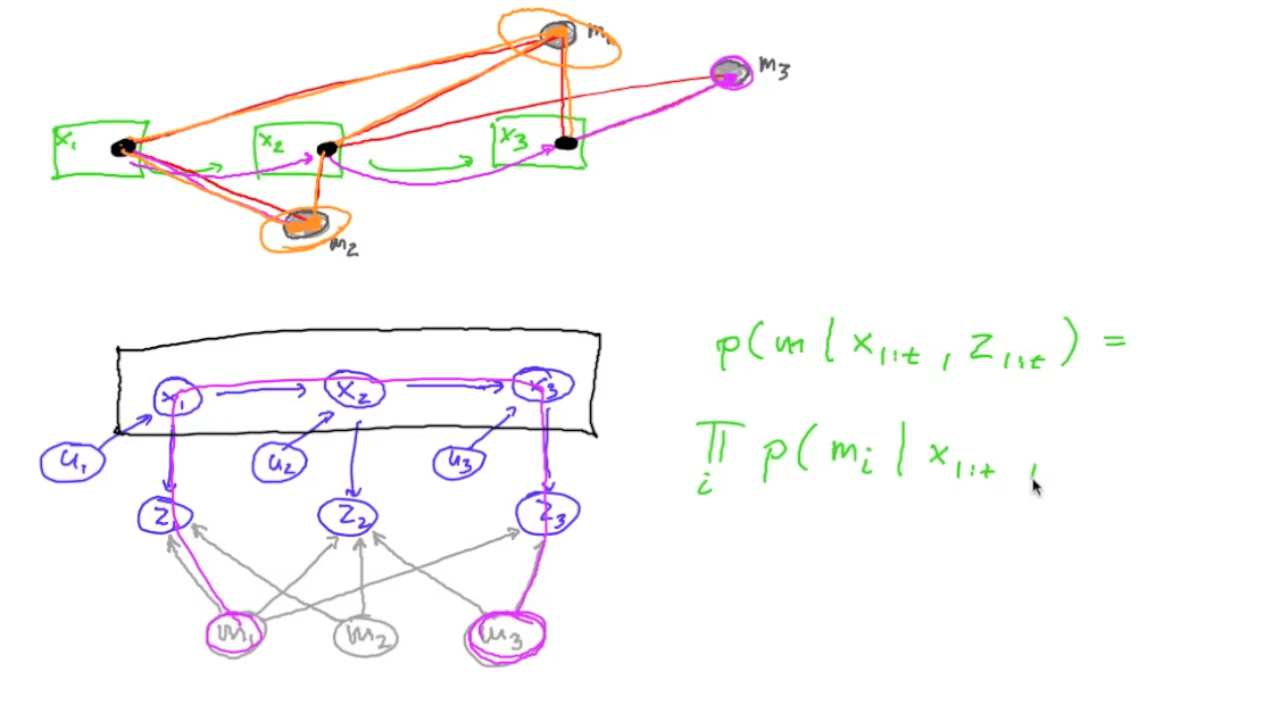 m₁
m₃
x₁ x₂ x₃
m₂
p(m | x₁:t , z₁:t) =
x₁ x₂ x₃
∏ᵢ p(mᵢ | x₁:t ,
u₁ u₂ u₃
z₁ z₂ z₃
m₁ m₂ m₃